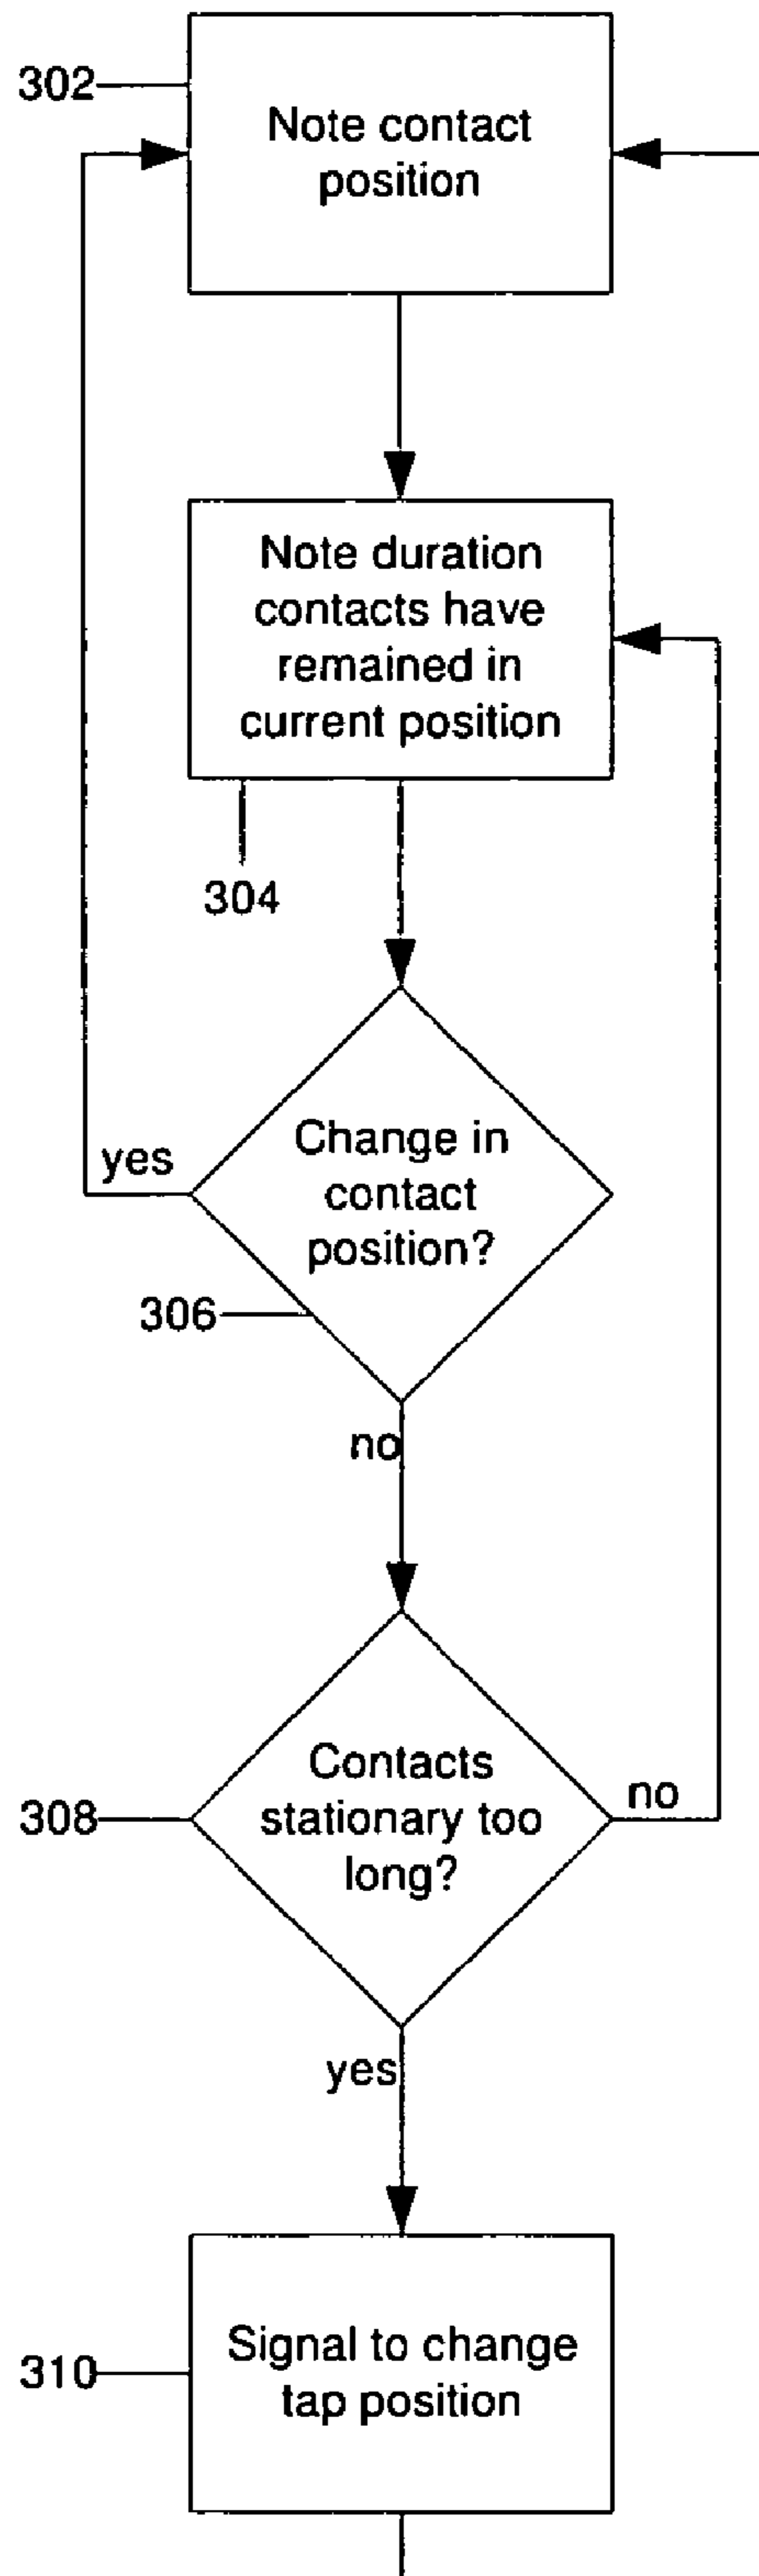 302
Note contact
position
Note duration
contacts have
remained in
current position
304
Change in
contact
position?
yes
306
no
Contacts
stationary too
long?
308
no
yes
Signal to change
tap position
310